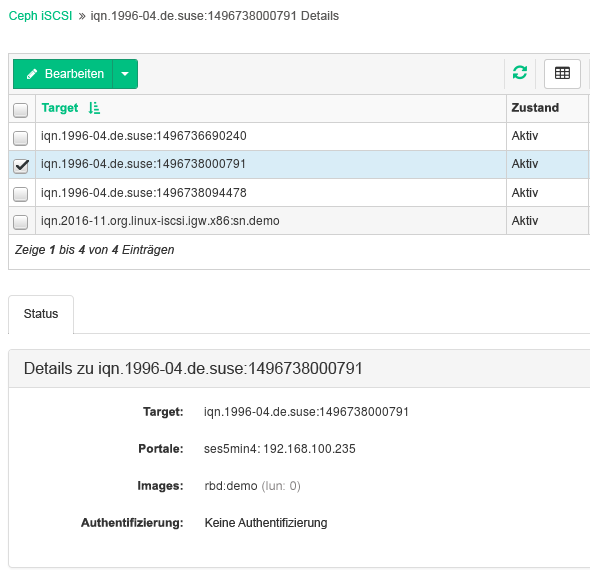 Ceph iSCSI » iqn.1996-04.de.suse:1496738000791 Details
Bearbeiten
Target Zustand
iqn.1996-04.de.suse:1496736690240 Aktiv
iqn.1996-04.de.suse:1496738000791 Aktiv
iqn.1996-04.de.suse:1496738094478 Aktiv
iqn.2016-11.org.linux-iscsi.igw.x86:sn.demo Aktiv
Zeige 1 bis 4 von 4 Einträgen
Status
Details zu iqn.1996-04.de.suse:1496738000791
Target: iqn.1996-04.de.suse:1496738000791
Portale: ses5min4: 192.168.100.235
Images: rbd:demo (lun: 0)
Authentifizierung: Keine Authentifizierung